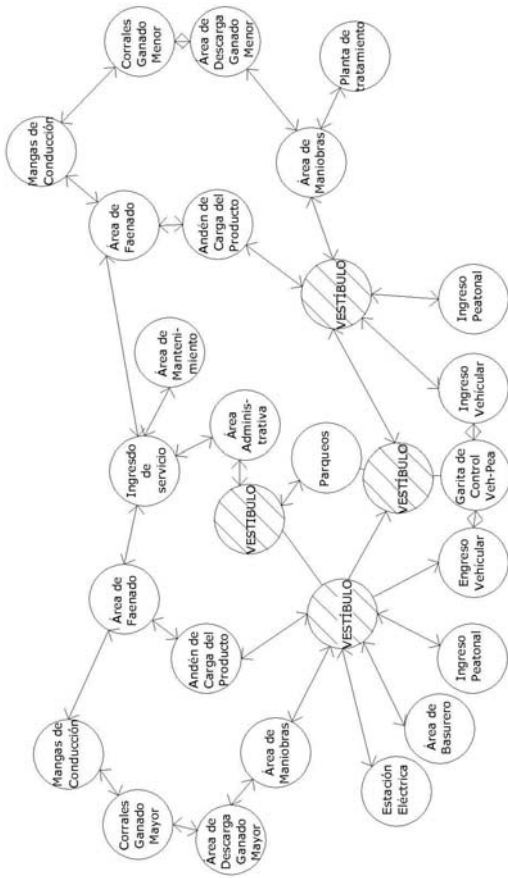 Mangas de
Conducción
Corrales
Ganado
Mayor
Área de
Descarga
Ganado
Mayor
Área de
Maniobras
Área de
Faenado
Andén de
Carga del
Producto
Ingresdo
de
servicio
Área de
Manteni-
miento
Área
Adminis-
trativa
VESTÍBULO
Parqueos
VESTÍBULO
VESTÍBULO
Estación
Eléctrica
Área de
Basurero
Ingreso
Peatonal
Engreso
Vehícular
Garita de
Control
Veh-Pea
Ingreso
Vehícular
Ingreso
Peatonal
VESTÍBULO
Mangas de
Conducción
Corrales
Ganado
Menor
Área de
Descarga
Ganado
Menor
Área de
Faenado
Andén de
Carga del
Producto
Área de
Maniobras
Planta de
tratamiento